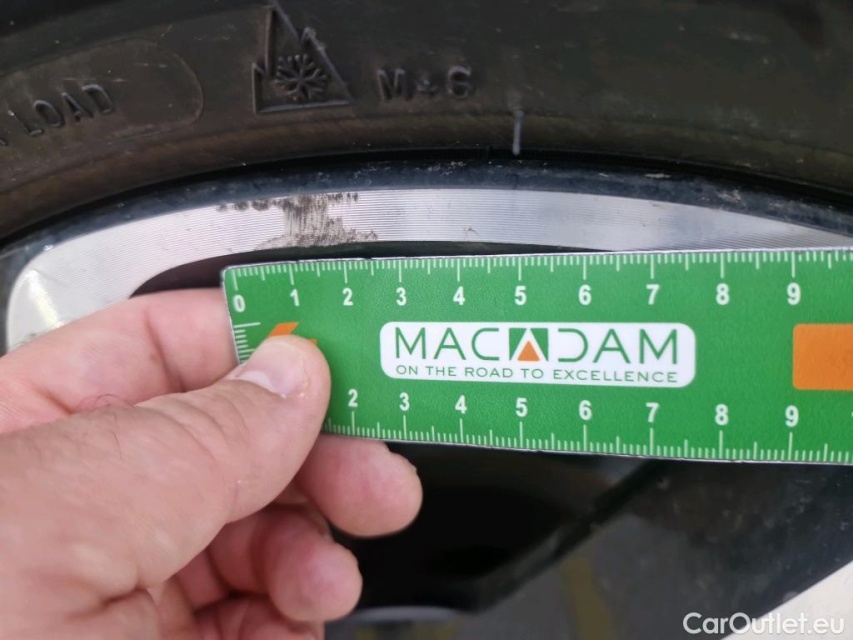 LOAD
M+S
0 1 2 3 4 5 6 7 8 9
MACADAM
ON THE ROAD TO EXCELLENCE
2 3 4 5 6 7 8 9
CarOutlet.eu